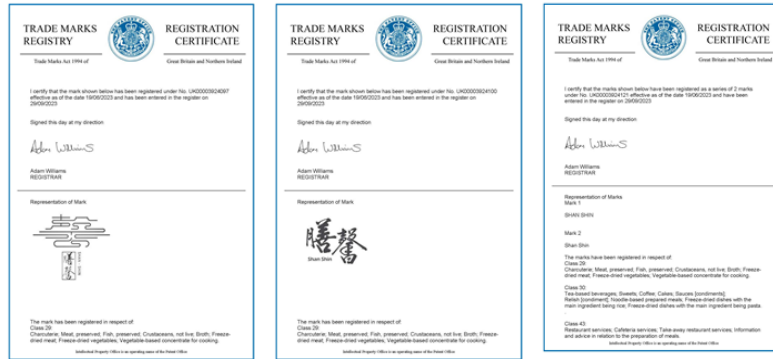 TRADE MARKS
REGISTRY
REGISTRATION
CERTIFICATE
Trade Marks Act 1994 of
Great Britain and Northern Ireland
I certify that the mark shown below has been registered under No. UK00003924097
effective as of the date 19/06/2023 and has been entered in the register on
29/09/2023
Signed this day at my direction
Adam Williams
Adam Williams
REGISTRAR
Representation of Mark
The mark has been registered in respect of:
Class 29:
Charcuterie; Meat, preserved; Fish, preserved; Crustaceans, not live; Broth; Freeze-
dried meat; Freeze-dried vegetables; Vegetable-based concentrate for cooking.
Intellectual Property Office is an operating name of the Patent Office
TRADE MARKS
REGISTRY
REGISTRATION
CERTIFICATE
Trade Marks Act 1994 of
Great Britain and Northern Ireland
I certify that the mark shown below has been registered under No. UK00003924100
effective as of the date 19/06/2023 and has been entered in the register on
29/09/2023
Signed this day at my direction
Adam Williams
Adam Williams
REGISTRAR
Representation of Mark
膳馨
Shan Shin
The mark has been registered in respect of:
Class 29:
Charcuterie; Meat, preserved; Fish, preserved; Crustaceans, not live; Broth; Freeze-
dried meat; Freeze-dried vegetables; Vegetable-based concentrate for cooking.
Intellectual Property Office is an operating name of the Patent Office
TRADE MARKS
REGISTRY
REGISTRATION
CERTIFICATE
Trade Marks Act 1994 of
Great Britain and Northern Ireland
I certify that the marks shown below have been registered as a series of 2 marks
under No. UK00003924121 effective as of the date 19/06/2023 and have been
entered in the register on 29/09/2023
Signed this day at my direction
Adam Williams
Adam Williams
REGISTRAR
Representation of Marks
Mark 1
SHAN SHIN
Mark 2
Shan Shin
The marks have been registered in respect of:
Class 29:
Charcuterie; Meat, preserved; Fish, preserved; Crustaceans, not live; Broth; Freeze-
dried meat; Freeze-dried vegetables; Vegetable-based concentrate for cooking.
Class 30:
Tea-based beverages; Sweets; Coffee; Cakes; Sauces [condiments];
Relish [condiment]; Noodle-based prepared meals; Freeze-dried dishes with the
main ingredient being rice; Freeze-dried dishes with the main ingredient being pasta.
Class 43:
Restaurant services; Cafeteria services; Take-away restaurant services; Information
and advice in relation to the preparation of meals.
Intellectual Property Office is an operating name of the Patent Office